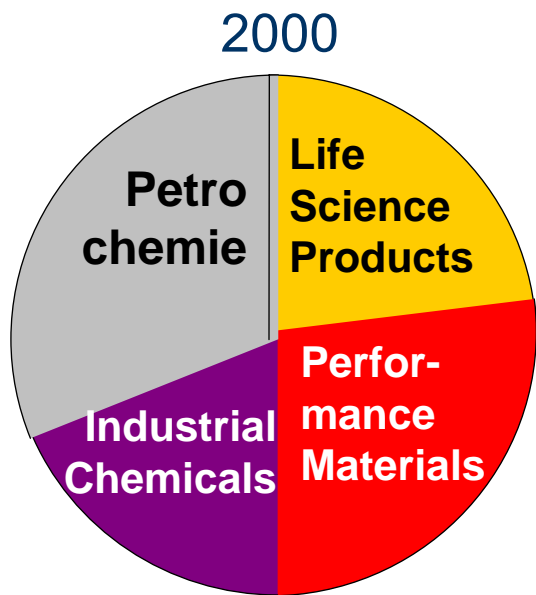 2000
Petro
chemie
Life
Science
Products
Perfor-
mance
Materials
Industrial
Chemicals